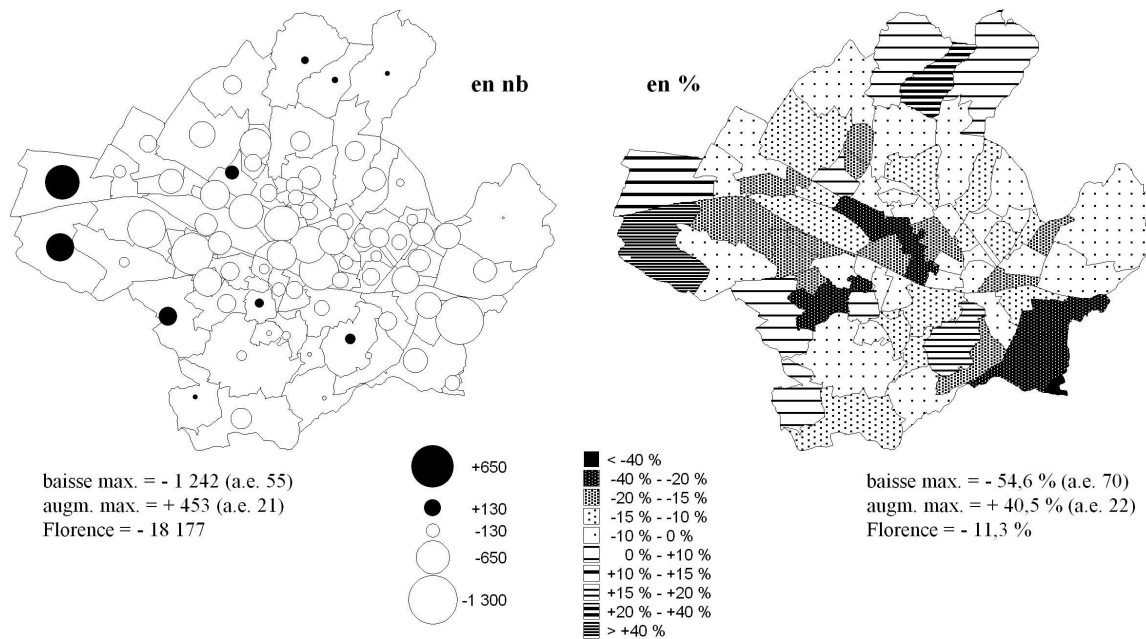 en nb
en %
baisse max. = - 1 242 (a.e. 55)
augm. max. = + 453 (a.e. 21)
Florence = - 18 177
+650
+130
-130
-650
-1 300
< -40 %
-40 % - -20 %
-20 % - -15 %
-15 % - -10 %
-10 % - 0 %
0 % - +10 %
+10 % - +15 %
+15 % - +20 %
+20 % - +40 %
> +40 %
baisse max. = - 54,6 % (a.e. 70)
augm. max. = + 40,5 % (a.e. 22)
Florence = - 11,3 %